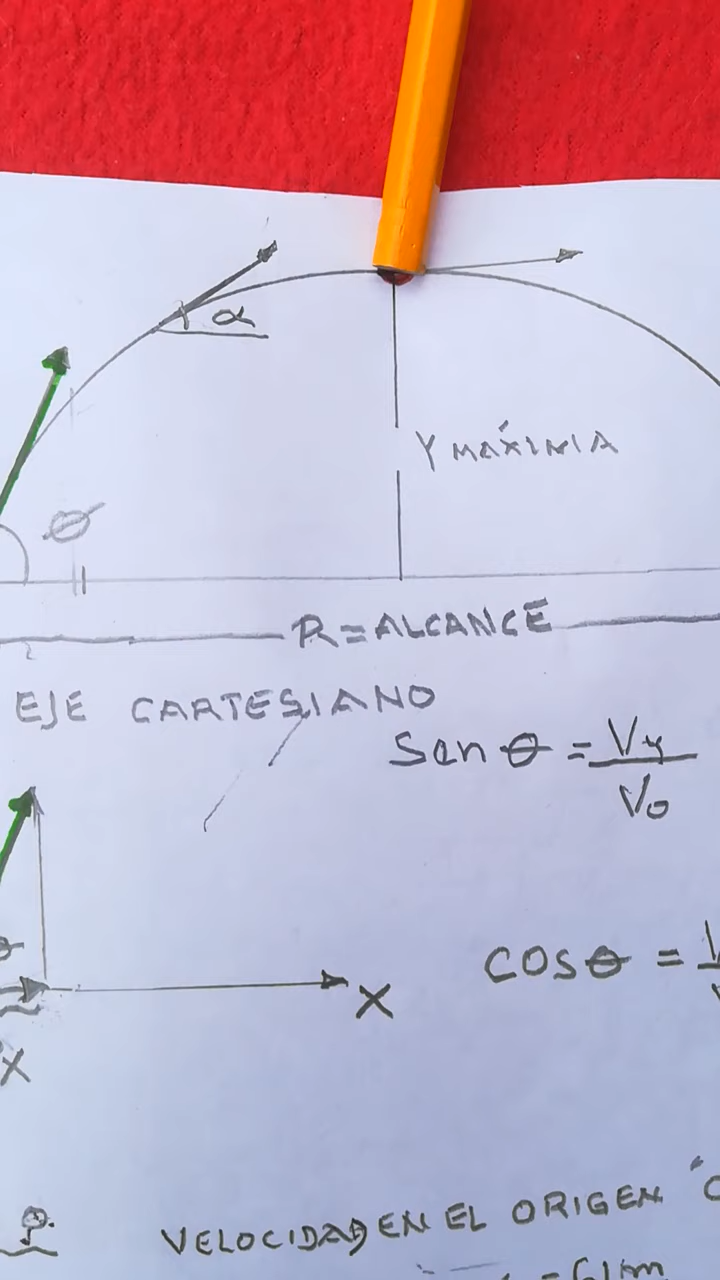 α
Y MÁXIMA
θ
R = ALCANCE
EJE CARTESIANO
Sen θ = Vy
V₀
COS θ =
X
X
VELOCIDAD EN EL ORIGEN "O